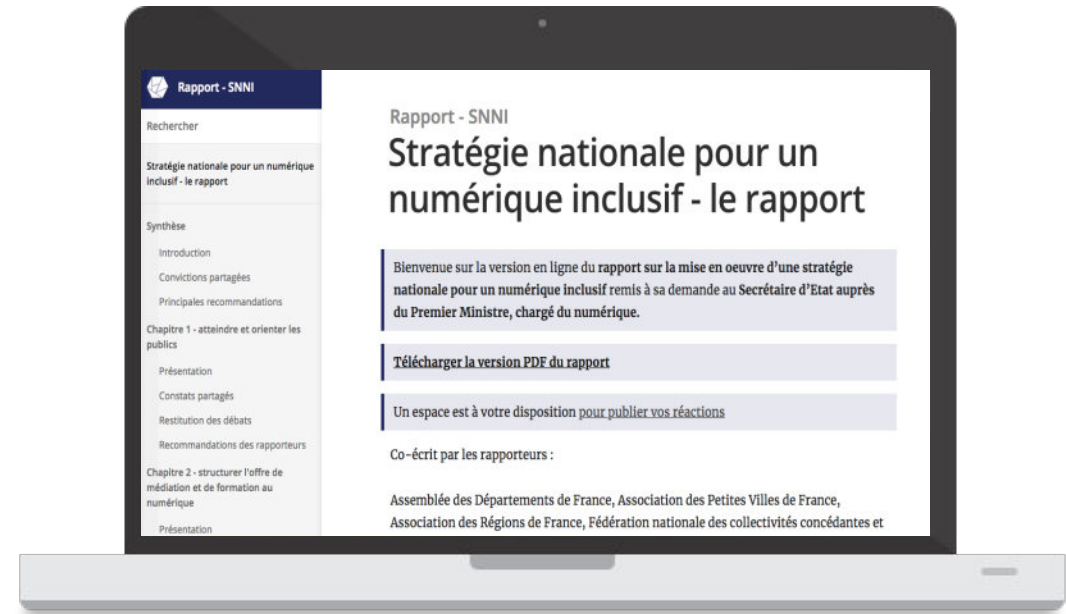 Rapport - SNNI
Rechercher
Stratégie nationale pour un numérique
inclusif - le rapport
Synthèse
Introduction
Convictions partagées
Principales recommandations
Chapitre 1 - atteindre et orienter les
publics
Présentation
Constats partagés
Restitution des débats
Recommandations des rapporteurs
Chapitre 2 - structurer l'offre de
médiation et de formation au
numérique
Présentation
Rapport - SNNI
Stratégie nationale pour un
numérique inclusif - le rapport
Bienvenue sur la version en ligne du rapport sur la mise en oeuvre d'une stratégie
nationale pour un numérique inclusif remis à sa demande au Secrétaire d'Etat auprès
du Premier Ministre, chargé du numérique.
Télécharger la version PDF du rapport
Un espace est à votre disposition pour publier vos réactions
Co-écrit par les rapporteurs :
Assemblée des Départements de France, Association des Petites Villes de France,
Association des Régions de France, Fédération nationale des collectivités concédantes et